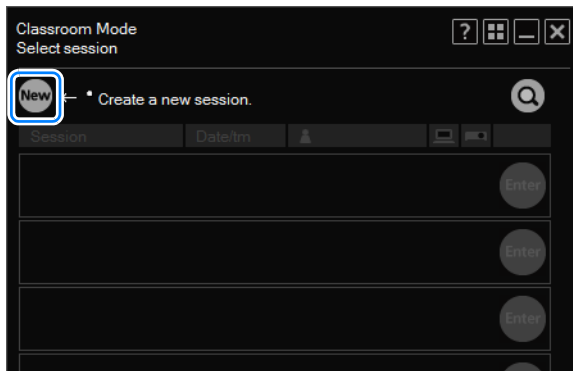 Classroom Mode
Select session
?
New ← • Create a new session.
Session Date/tm
Enter
Enter
Enter